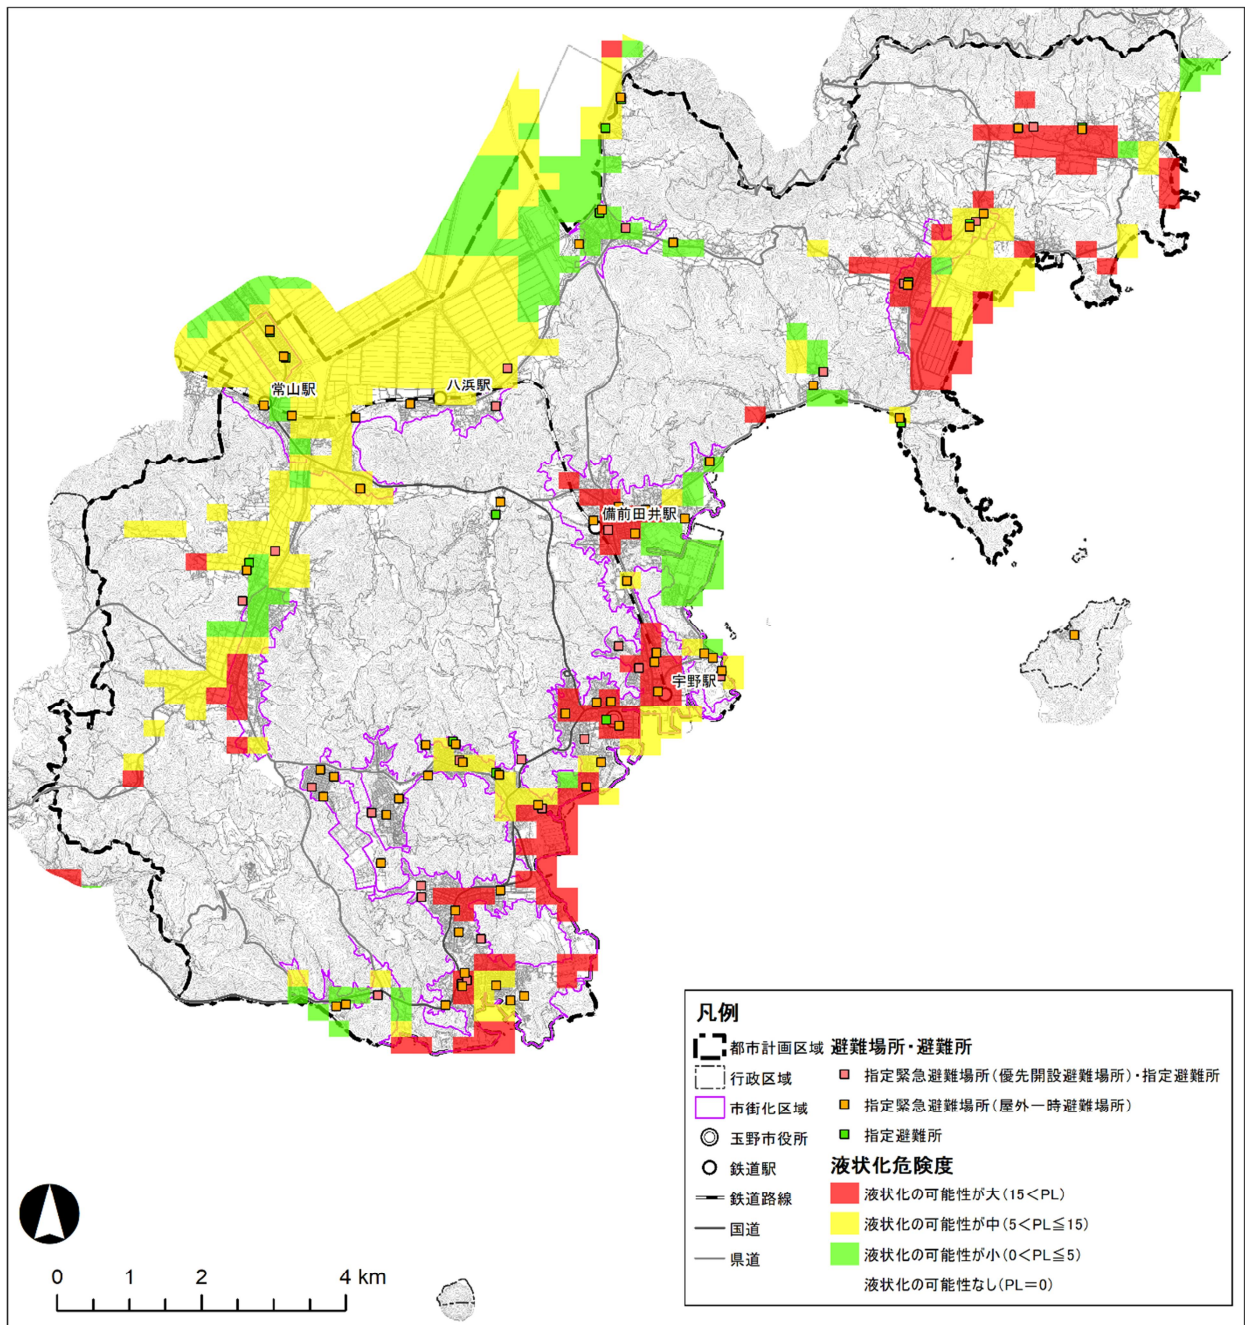 常山駅
八浜駅
備前田井駅
宇野駅
凡例
都市計画区域
行政区域
市街化区域
玉野市役所
鉄道駅
鉄道路線
国道
県道
避難場所・避難所
指定緊急避難場所(優先開設避難場所)・指定避難所
指定緊急避難場所(屋外一時避難場所)
指定避難所
液状化危険度
液状化の可能性が大(15<PL)
液状化の可能性が中(5<PL≦15)
液状化の可能性が小(0<PL≦5)
液状化の可能性なし(PL=0)
0 1 2 4 km